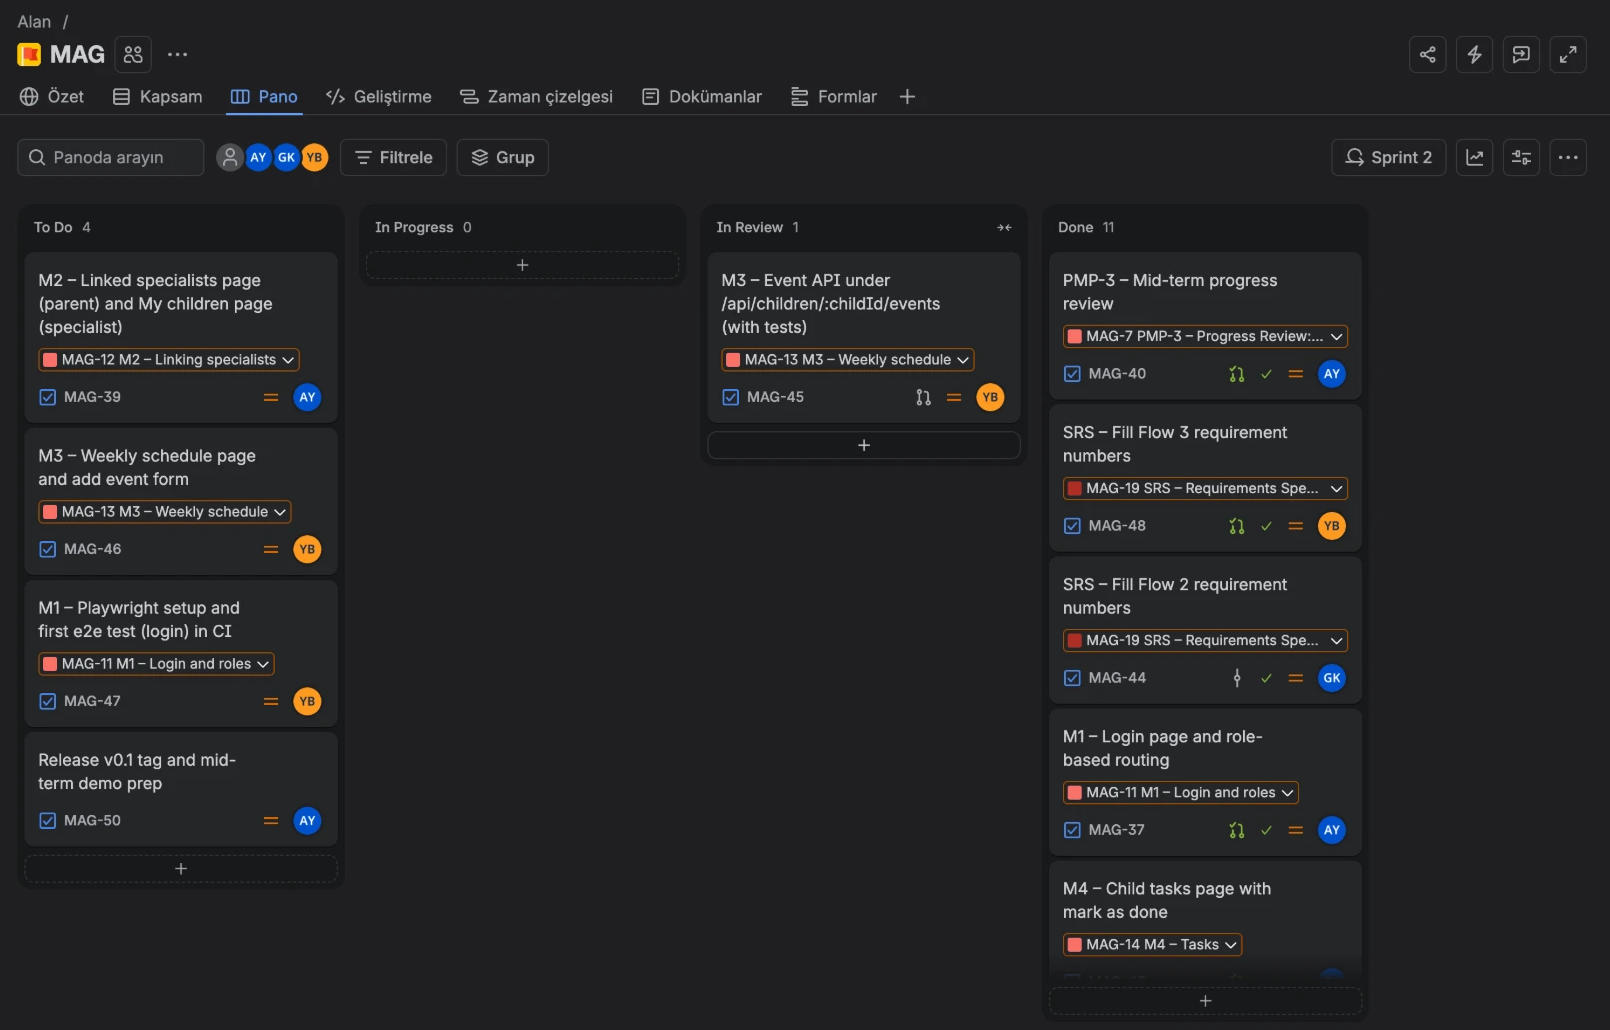 Alan /
MAG
Özet
Kapsam
Pano
Geliştirme
Zaman çizelgesi
Dokümanlar
Formlar
Panoda arayın
AY
GK
YB
Filtrele
Grup
Sprint 2
To Do 4
M2 – Linked specialists page
(parent) and My children page
(specialist)
MAG-12 M2 – Linking specialists
MAG-39
AY
M3 – Weekly schedule page
and add event form
MAG-13 M3 – Weekly schedule
MAG-46
YB
M1 – Playwright setup and
first e2e test (login) in CI
MAG-11 M1 – Login and roles
MAG-47
YB
Release v0.1 tag and mid-
term demo prep
MAG-50
AY
In Progress 0
In Review 1
M3 – Event API under
/api/children/:childId/events
(with tests)
MAG-13 M3 – Weekly schedule
MAG-45
YB
Done 11
PMP-3 – Mid-term progress
review
MAG-7 PMP-3 – Progress Review:...
MAG-40
AY
SRS – Fill Flow 3 requirement
numbers
MAG-19 SRS – Requirements Spe...
MAG-48
YB
SRS – Fill Flow 2 requirement
numbers
MAG-19 SRS – Requirements Spe...
MAG-44
GK
M1 – Login page and role-
based routing
MAG-11 M1 – Login and roles
MAG-37
AY
M4 – Child tasks page with
mark as done
MAG-14 M4 – Tasks